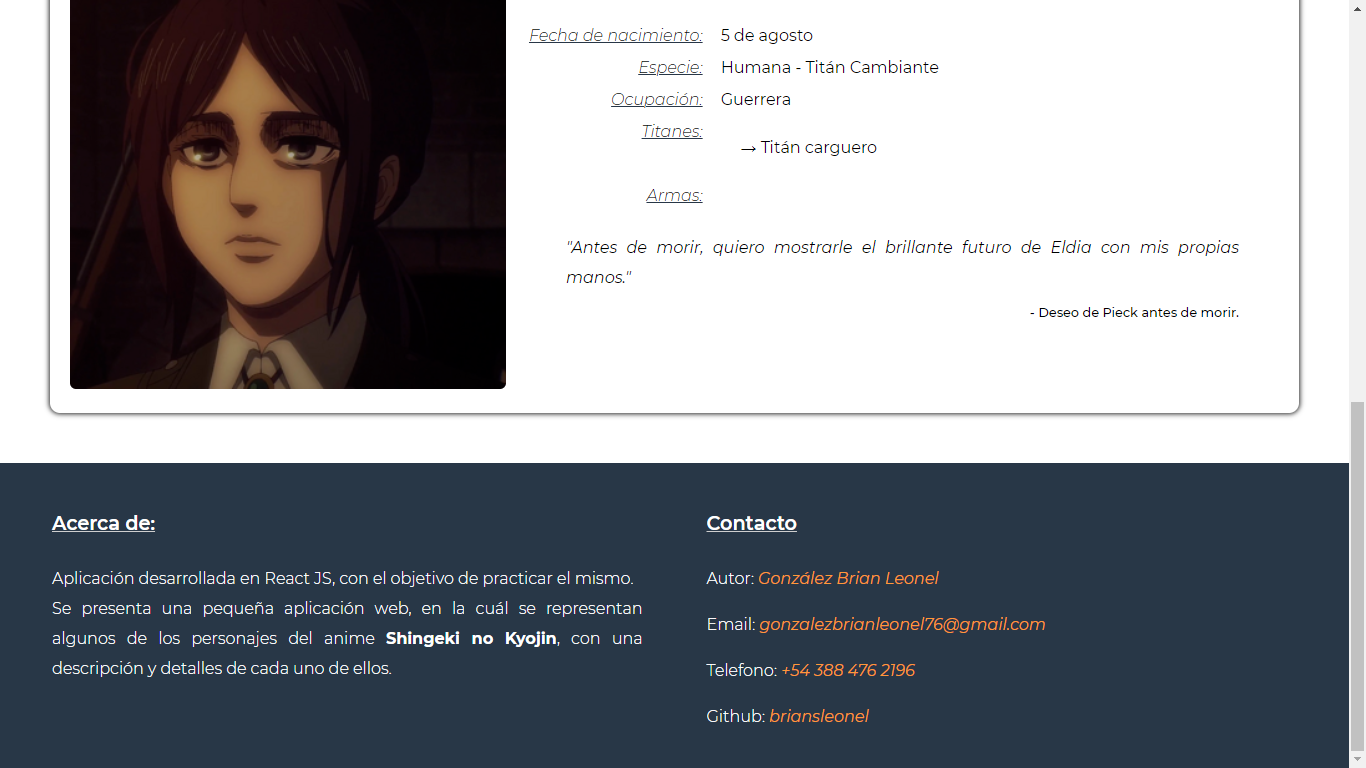 Fecha de nacimiento: 5 de agosto
Especie: Humana - Titán Cambiante
Ocupación: Guerrera
Titanes:
→ Titán carguero
Armas:
"Antes de morir, quiero mostrarle el brillante futuro de Eldia con mis propias
manos."
- Deseo de Pieck antes de morir.
Acerca de:
Aplicación desarrollada en React JS, con el objetivo de practicar el mismo.
Se presenta una pequeña aplicación web, en la cuál se representan
algunos de los personajes del anime Shingeki no Kyojin, con una
descripción y detalles de cada uno de ellos.
Contacto
Autor: González Brian Leonel
Email: gonzalezbrianleonel76@gmail.com
Telefono: +54 388 476 2196
Github: briansleonel